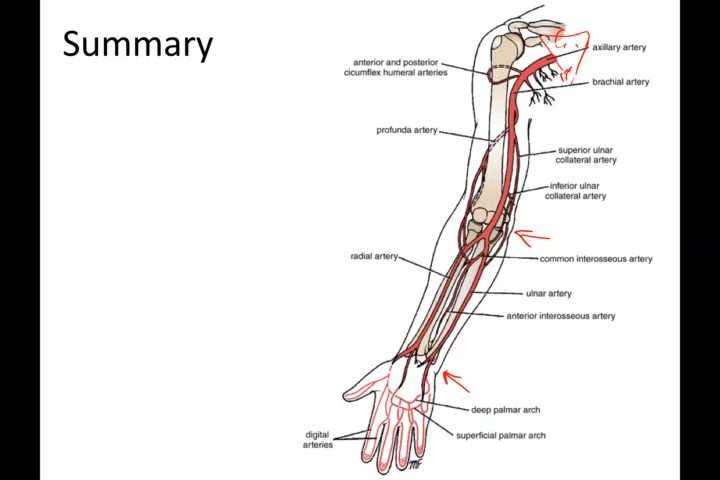 Summary
axillary artery
anterior and posterior
cicumflex humeral arteries
brachial artery
profunda artery
superior ulnar
collateral artery
inferior ulnar
collateral artery
radial artery
common interosseous artery
ulnar artery
anterior interosseous artery
deep palmar arch
digital
arteries
superficial palmar arch